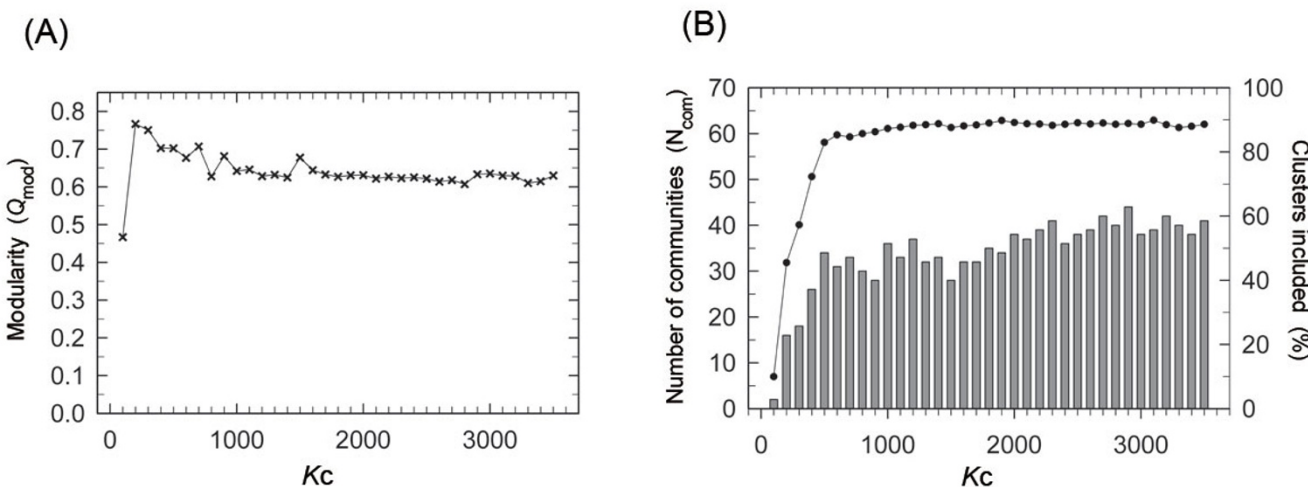 (A)
Modularity (Qmod)
0.8
0.7
0.6
0.5
0.4
0.3
0.2
0.1
0.0
0 1000 2000 3000
Kc
(B)
Number of communities (Ncom)
70
60
50
40
30
20
10
0
100
80
60
40
20
0
Clusters included (%)
0 1000 2000 3000
Kc